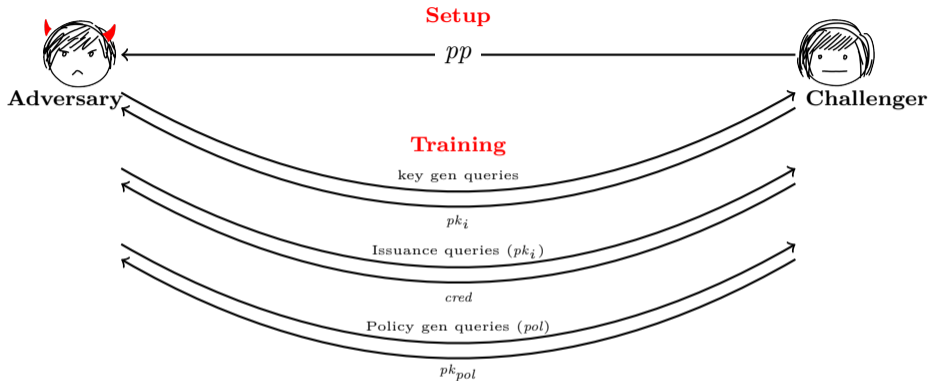 Setup
pp
Adversary
Challenger
Training
key gen queries
pk_i
Issuance queries (pk_i)
cred
Policy gen queries (pol)
pk_pol